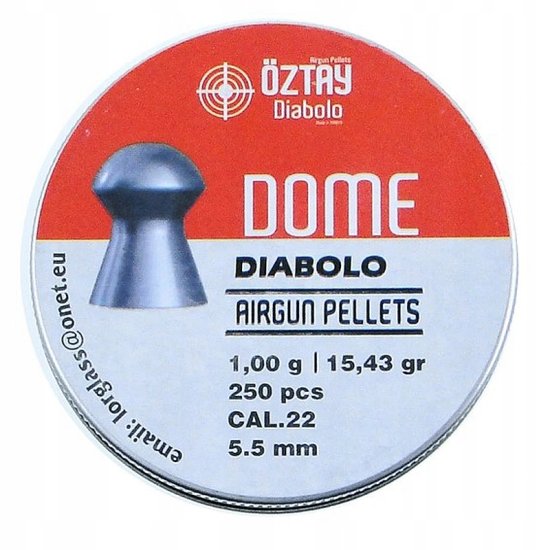 Airgun Pellets
ÖZTAY
Diabolo
DOME
DIABOLO
AIRGUN PELLETS
1,00 g | 15,43 gr
250 pcs
CAL.22
5.5 mm
email: lorglass@onet.eu